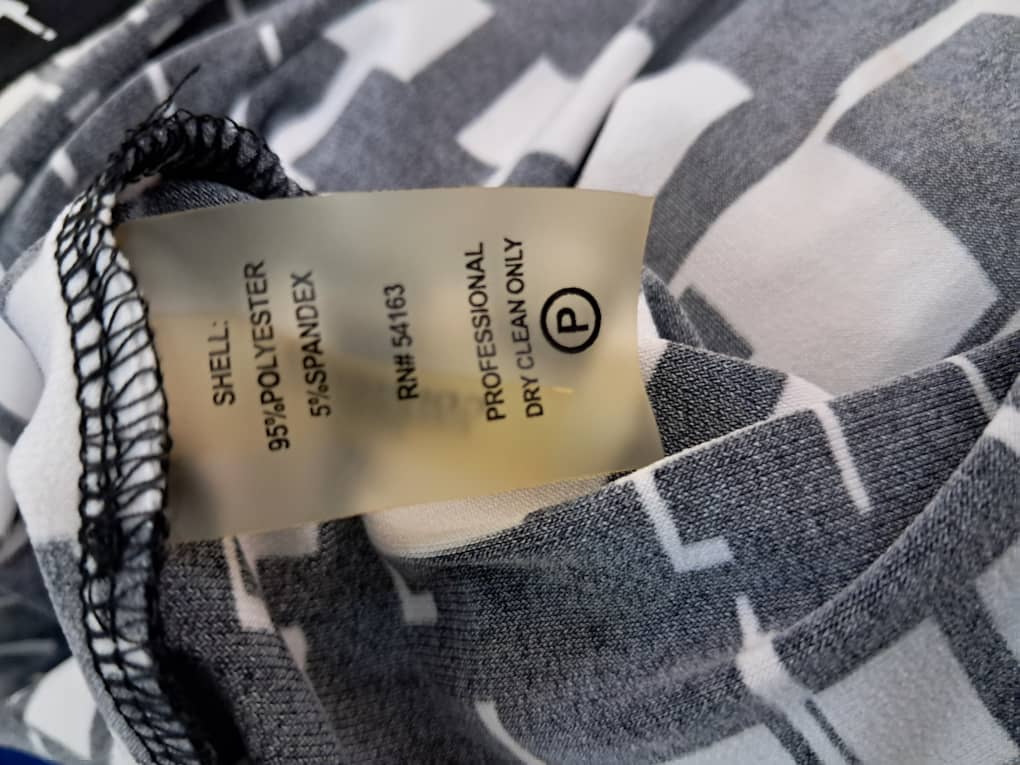 SHELL:
95%POLYESTER
5%SPANDEX
RN# 54163
PROFESSIONAL
DRY CLEAN ONLY
P